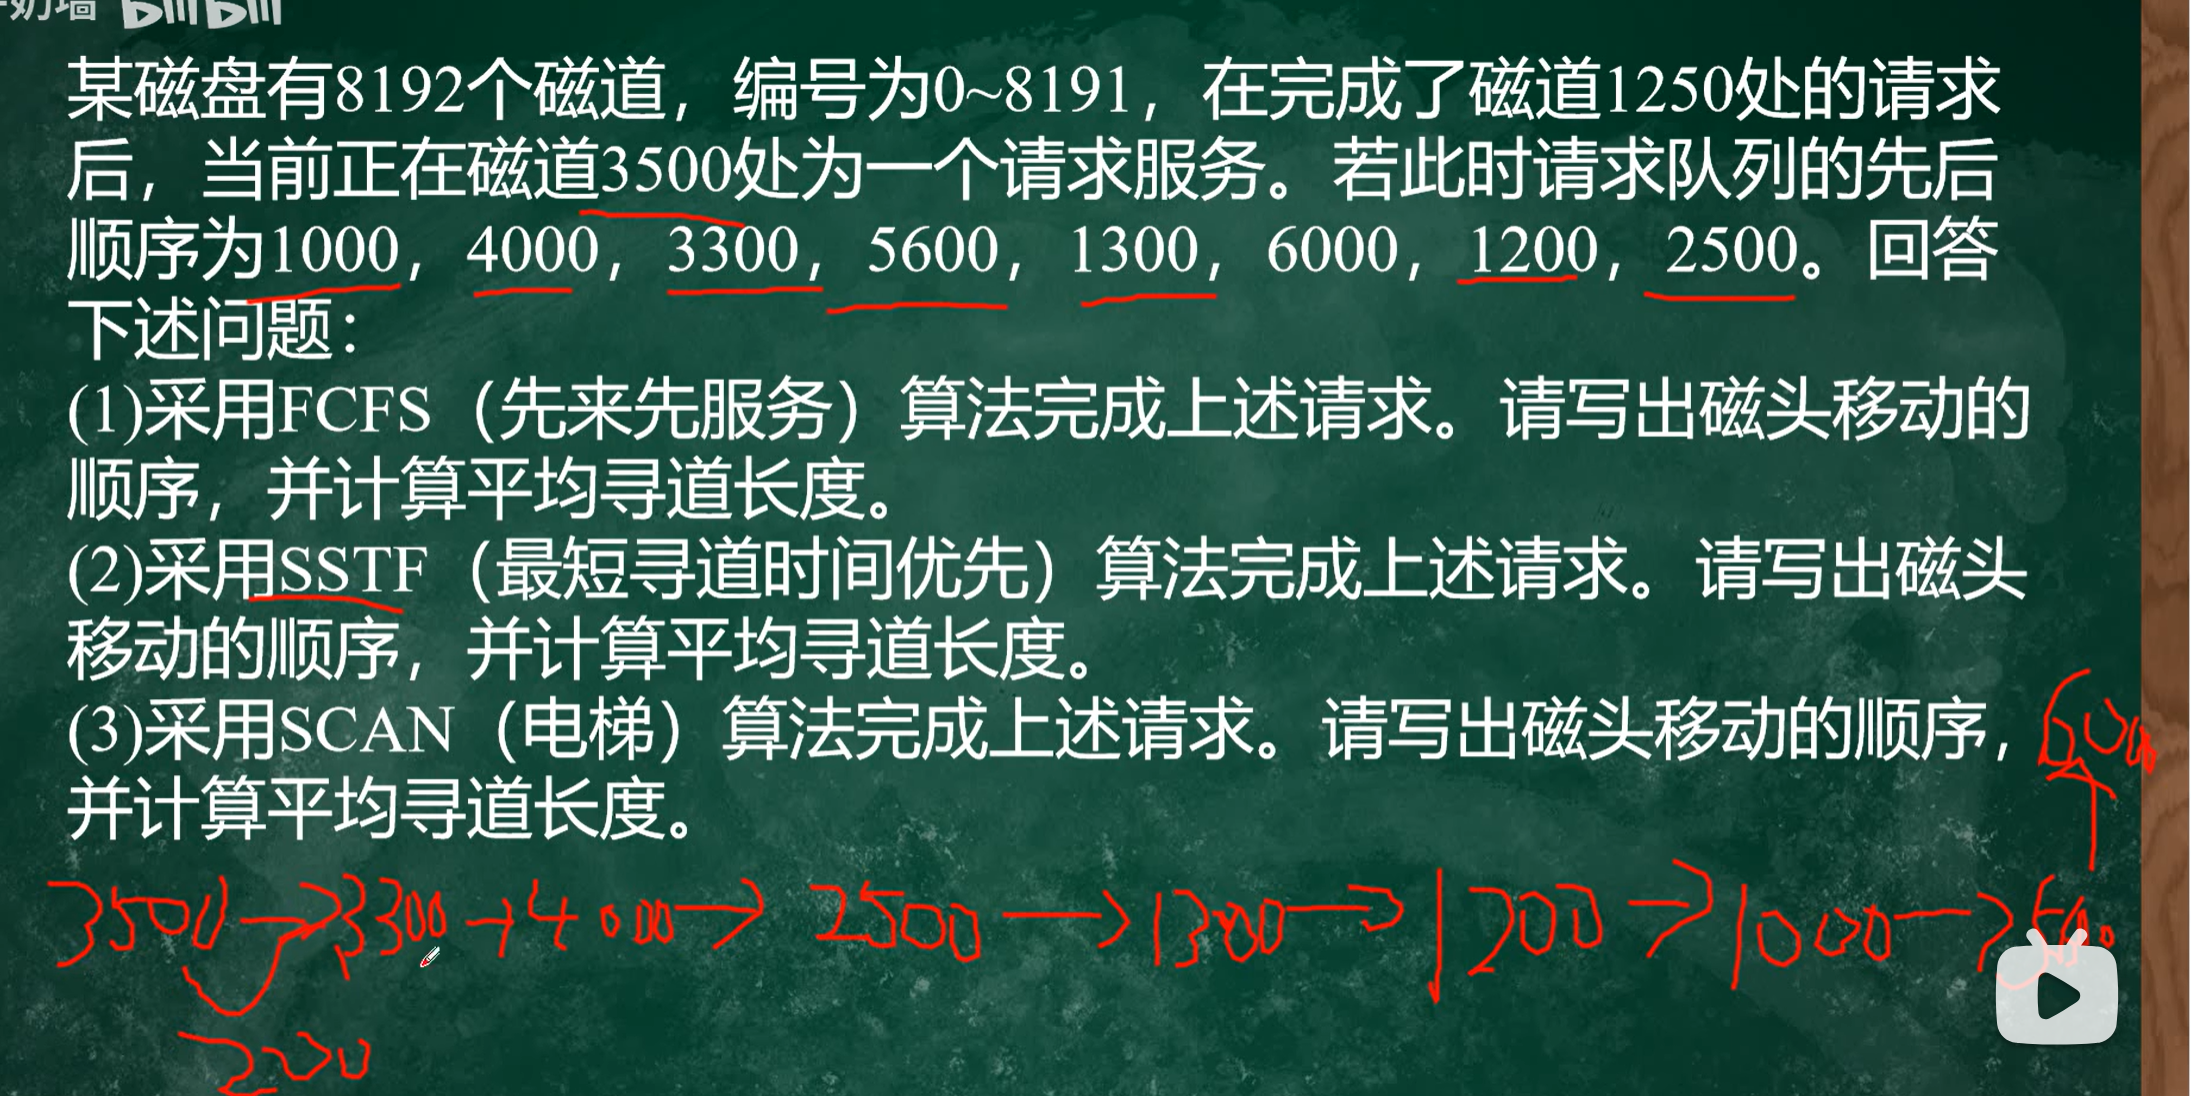 奶墙 bilibili
某磁盘有8192个磁道，编号为0~8191，在完成了磁道1250处的请求
后，当前正在磁道3500处为一个请求服务。若此时请求队列的先后
顺序为1000，4000，3300，5600，1300，6000，1200，2500。回答
下述问题：
(1)采用FCFS（先来先服务）算法完成上述请求。请写出磁头移动的
顺序，并计算平均寻道长度。
(2)采用SSTF（最短寻道时间优先）算法完成上述请求。请写出磁头
移动的顺序，并计算平均寻道长度。
(3)采用SCAN（电梯）算法完成上述请求。请写出磁头移动的顺序，
并计算平均寻道长度。
6000
3500→3300→4000→2500→1300→1200→1000→
200